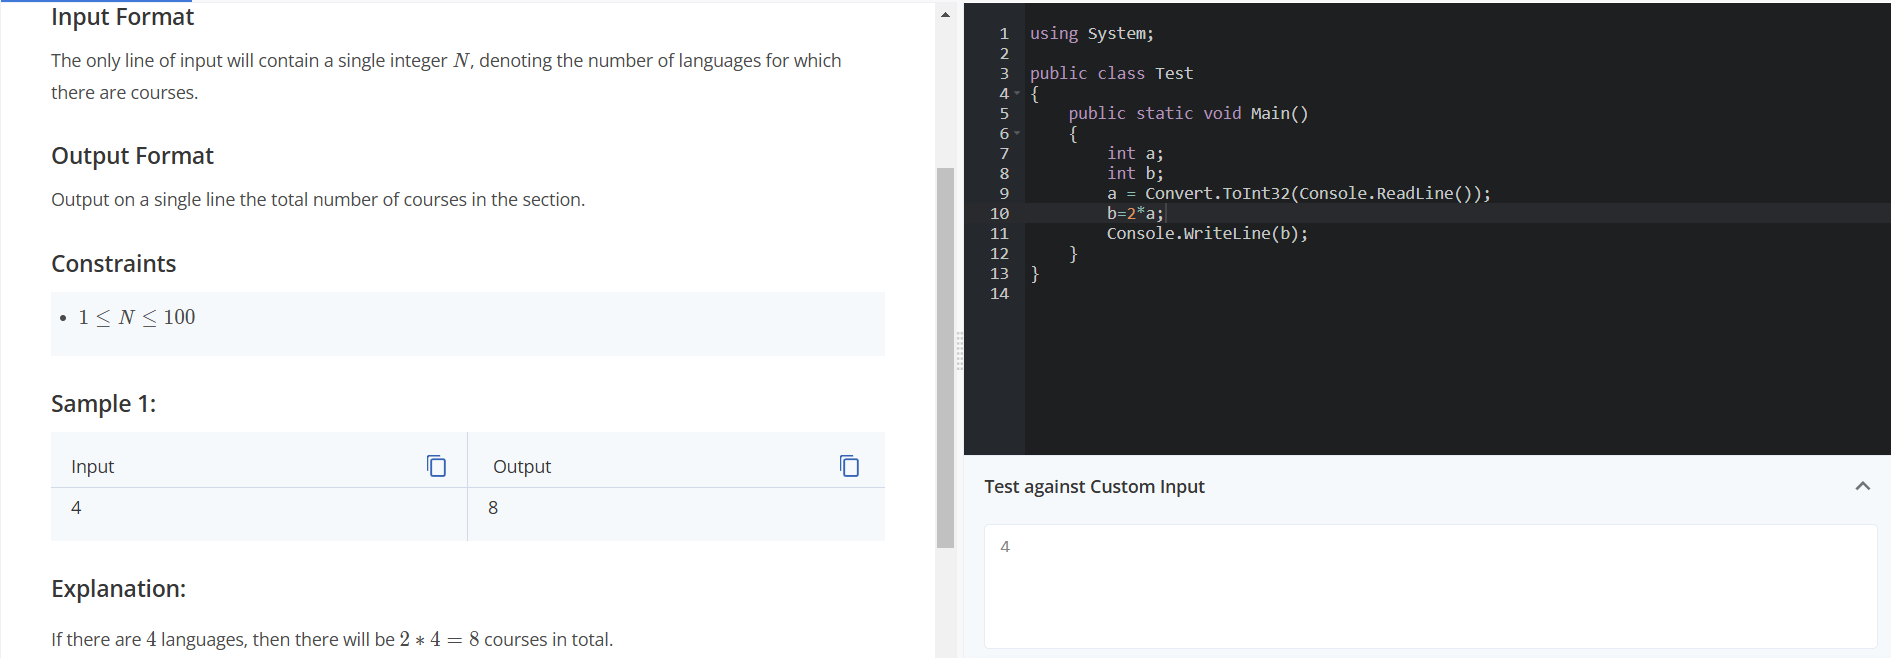 Input Format
The only line of input will contain a single integer N, denoting the number of languages for which
there are courses.
Output Format
Output on a single line the total number of courses in the section.
Constraints
• 1 ≤ N ≤ 100
Sample 1:
Input Output
4 8
Explanation:
If there are 4 languages, then there will be 2 * 4 = 8 courses in total.
1 using System;
2
3 public class Test
4 {
5 public static void Main()
6 {
7 int a;
8 int b;
9 a = Convert.ToInt32(Console.ReadLine());
10 b=2*a;
11 Console.WriteLine(b);
12 }
13 }
14
Test against Custom Input
4